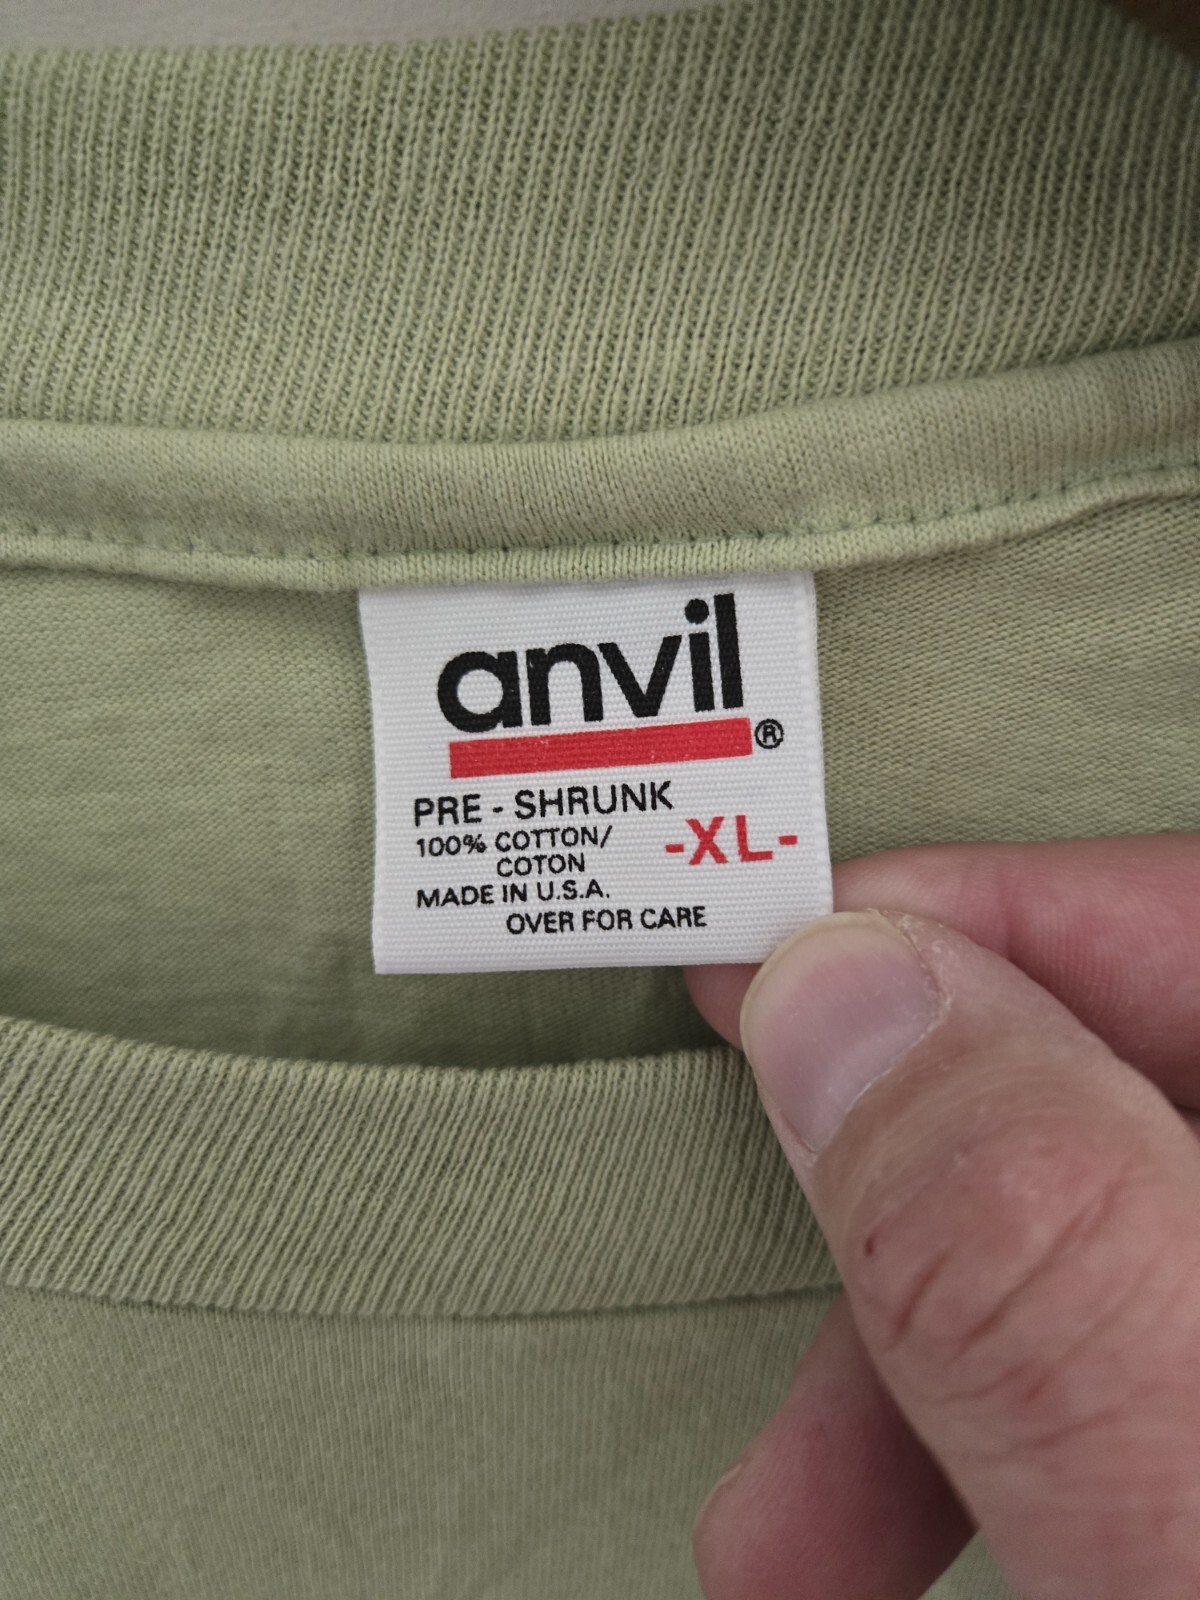 anvil®
PRE - SHRUNK
100% COTTON/
COTON
-XL-
MADE IN U.S.A.
OVER FOR CARE